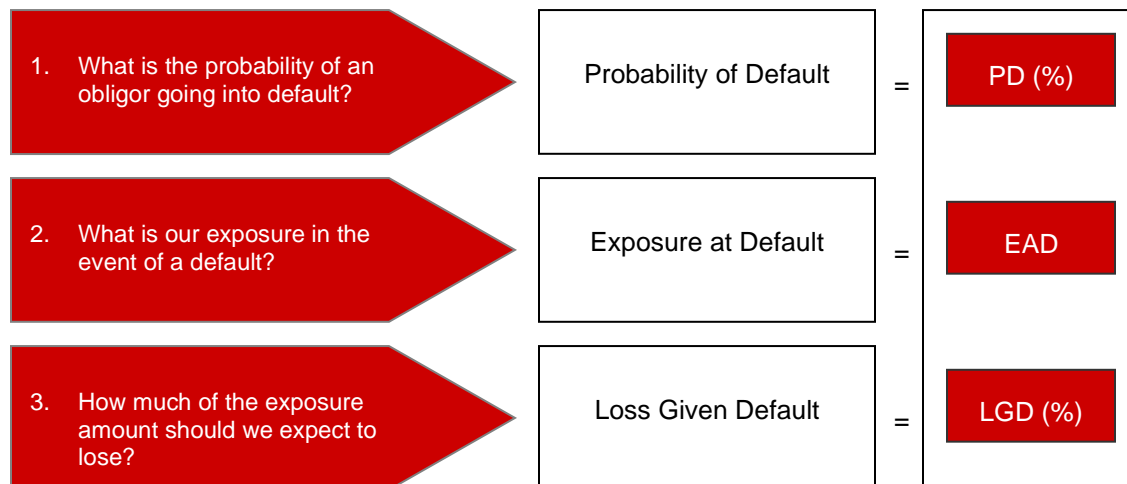 1. What is the probability of an
obligor going into default?
Probability of Default
=
PD (%)
2. What is our exposure in the
event of a default?
Exposure at Default
=
EAD
3. How much of the exposure
amount should we expect to
lose?
Loss Given Default
=
LGD (%)